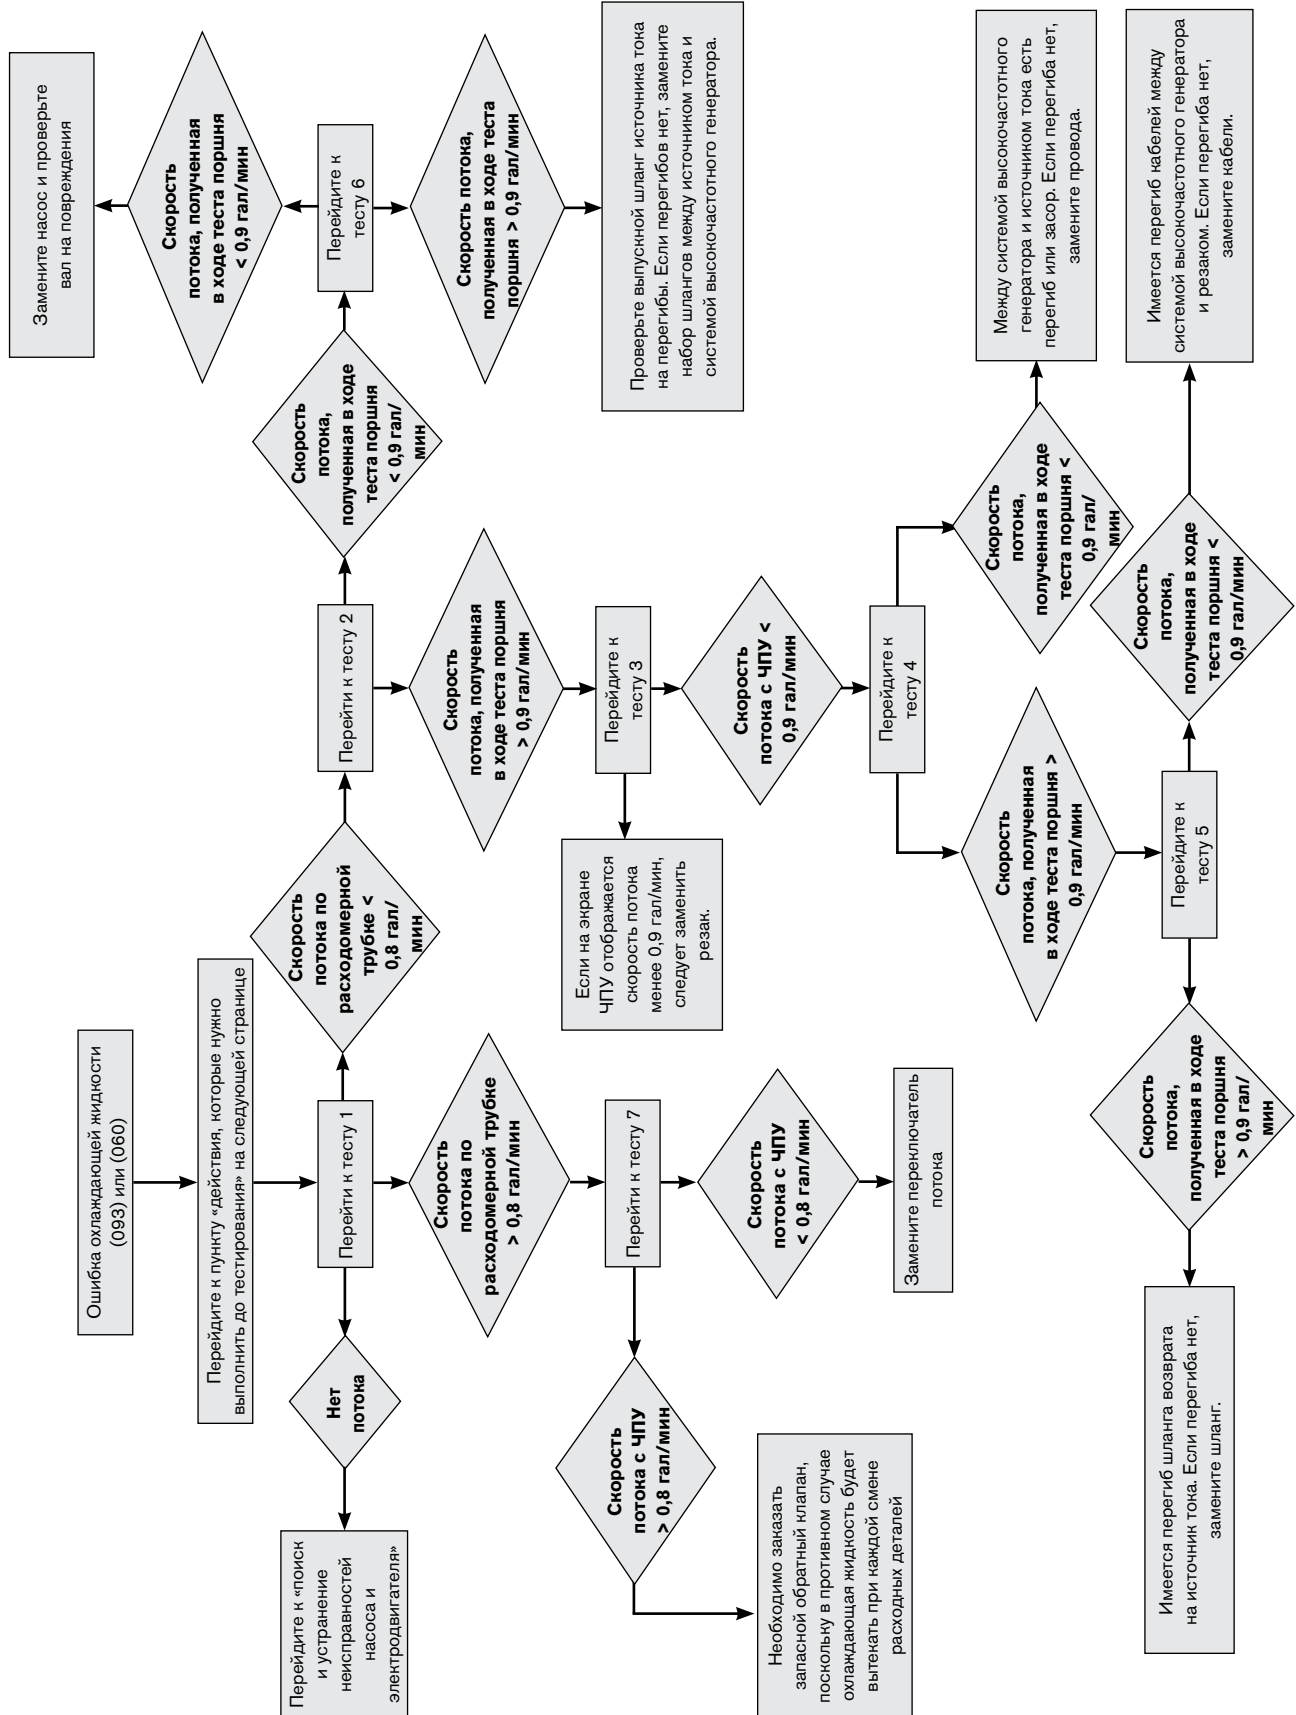 Ошибка охлаждающей жидкости
(093) или (060)
Перейдите к пункту «действия, которые нужно
выполнить до тестирования» на следующей странице
Перейти к тесту 1
Нет
потока
Перейдите к «поиск
и устранение
неисправностей
насоса и
электродвигателя»
Скорость
потока по
расходомерной трубке
> 0,8 гал/мин
Перейти к тесту 7
Скорость
потока с ЧПУ
> 0,8 гал/мин
Необходимо заказать
запасной обратный клапан,
поскольку в противном случае
охлаждающая жидкость будет
вытекать при каждой смене
расходных деталей
Скорость
потока с ЧПУ
< 0,8 гал/мин
Замените переключатель
потока
Скорость
потока по
расходомерной
трубке <
0,8 гал/
мин
Перейти к тесту 2
Скорость
потока,
полученная в ходе
теста поршня
< 0,9 гал/
мин
Перейдите к
тесту 6
Скорость
потока, полученная
в ходе теста поршня
< 0,9 гал/мин
Замените насос и проверьте
вал на повреждения
Скорость потока,
полученная в ходе теста
поршня > 0,9 гал/мин
Проверьте выпускной шланг источника тока
на перегибы. Если перегибов нет, замените
набор шлангов между источником тока и
системой высокочастотного генератора.
Скорость
потока, полученная
в ходе теста поршня
> 0,9 гал/мин
Перейдите к
тесту 3
Если на экране
ЧПУ отображается
скорость потока
менее 0,9 гал/мин,
следует заменить
резак.
Скорость
потока с ЧПУ <
0,9 гал/мин
Перейдите к
тесту 4
Скорость
потока,
полученная в ходе
теста поршня <
0,9 гал/
мин
Между системой высокочастотного
генератора и источником тока есть
перегиб или засор. Если перегиба нет,
замените провода.
Скорость
потока, полученная
в ходе теста поршня >
0,9 гал/мин
Перейдите к
тесту 5
Скорость
потока,
полученная в ходе
теста поршня <
0,9 гал/мин
Имеется перегиб кабелей между
системой высокочастотного генератора
и резаком. Если перегиба нет,
замените кабели.
Скорость
потока,
полученная в ходе
теста поршня
> 0,9 гал/
мин
Имеется перегиб шланга возврата
на источник тока. Если перегиба нет,
замените шланг.